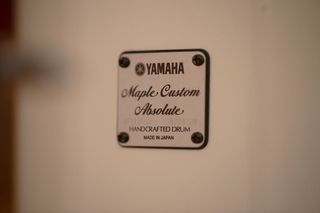 YAMAHA
Maple Custom
Absolute
HANDCRAFTED DRUM
MADE IN JAPAN